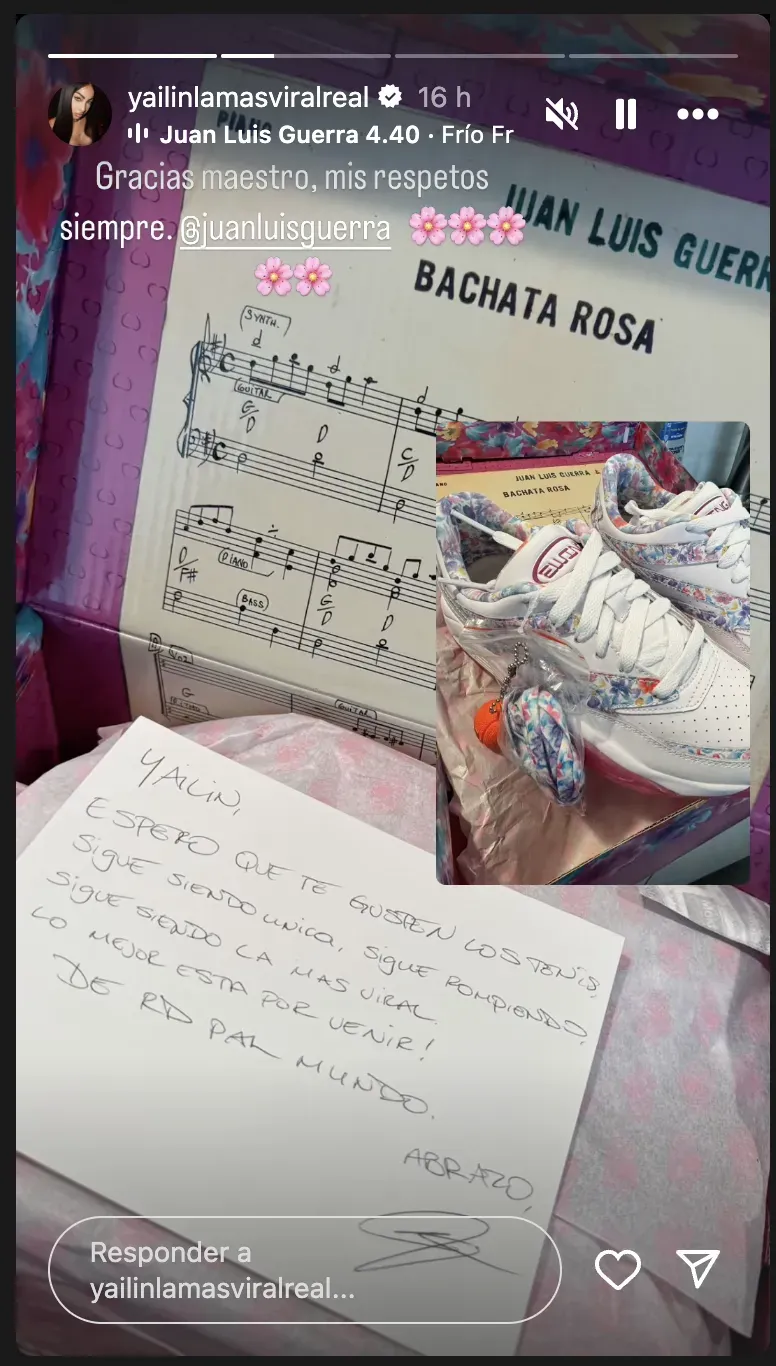 yailinlamasviralreal
16 h
Juan Luis Guerra 4.40 · Frío Fr
Gracias maestro, mis respetos
siempre. @juanluisguerra 🌸🌸🌸
🌸🌸
PIANO
JUAN LUIS GUERR
BACHATA ROSA
SYNTH.
GUITAR
G/D
D
C/D
D/F#
PIANO
BASS
G/D
D
G
GUITAR
JUAN LUIS GUERRA &
BACHATA ROSA
EWING
YAILIN,
ESPERO QUE TE GUSTEN LOS TENIS,
SIGUE SIENDO UNICA, SIGUE ROMPIENDO,
SIGUE SIENDO LA MAS VIRAL.
LO MEJOR ESTA POR VENIR!
DE RD PAL MUNDO.
ABRAZO,
Responder a
yailinlamasviralreal...